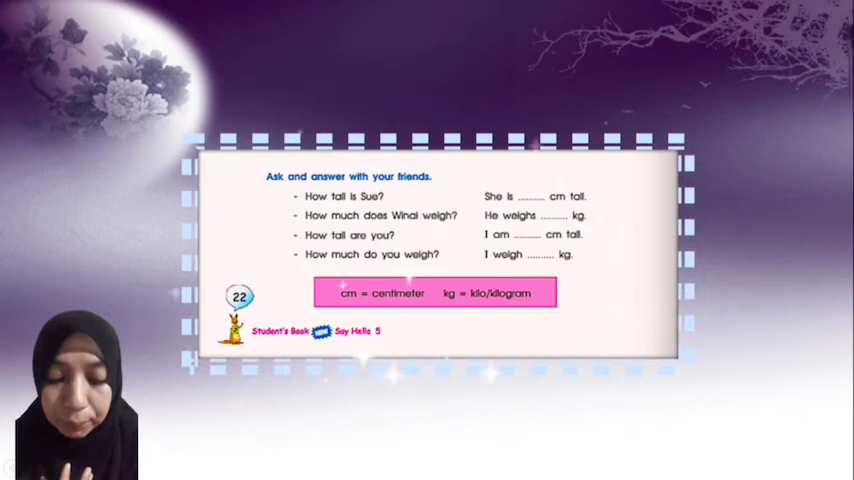 Ask and answer with your friends.
- How tall is Sue? She is .......... cm tall.
- How much does Winai weigh? He weighs .......... kg.
- How tall are you? I am .......... cm tall.
- How much do you weigh? I weigh .......... kg.
cm = centimeter kg = kilo/kilogram
22
Student's Book NEW Say Hello 5